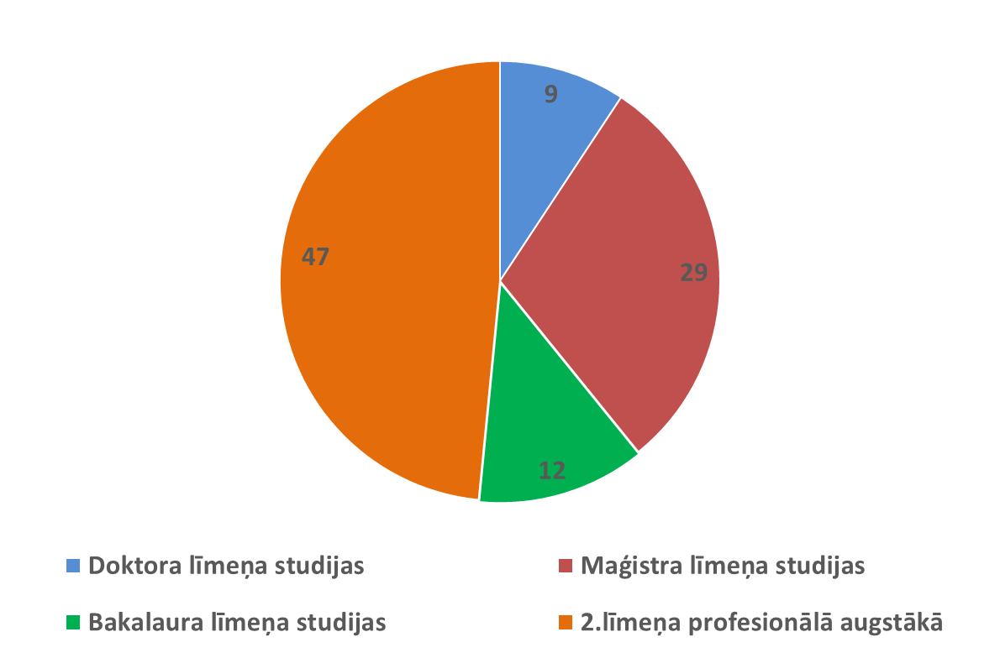 9
29
47
12
Doktora līmeņa studijas
Maģistra līmeņa studijas
Bakalaura līmeņa studijas
2.līmeņa profesionālā augstākā